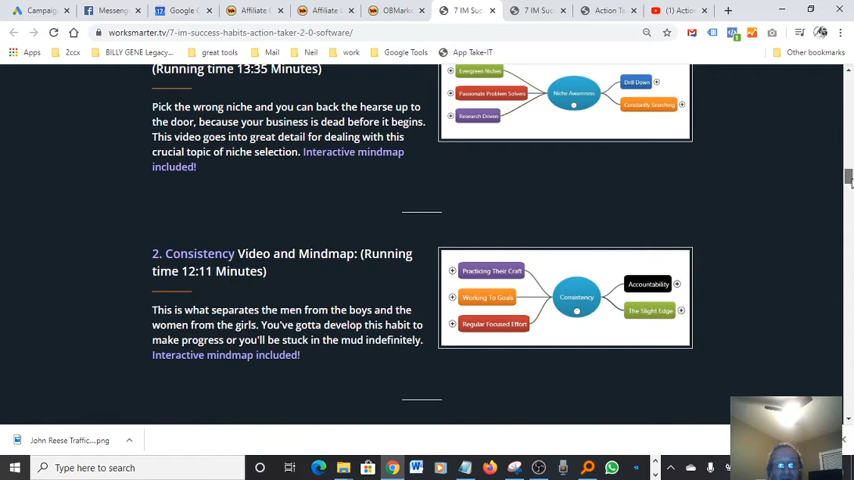 Campaign
Messeng
Google C
Affiliate
Affiliate
OBMarke
7 IM Suc
7 IM Suc
Action Ta
Action
worksmarter.tv/7-im-success-habits-action-taker-2-0-software/
Apps
BILLY GENE Legacy...
great tools
Mail
Neil
work
Google Tools
App Take-IT
Other bookmarks
(Running time 13:35 Minutes)
Pick the wrong niche and you can back the hearse up to
the door, because your business is dead before it begins.
This video goes into great detail for dealing with this
crucial topic of niche selection. Interactive mindmap
included!
Evergreen Niches
Passionate Problem Solvers
Research Driven
Niche Awareness
Drill Down
Constantly Searching
2. Consistency Video and Mindmap: (Running
time 12:11 Minutes)
This is what separates the men from the boys and the
women from the girls. You've gotta develop this habit to
make progress or you'll be stuck in the mud indefinitely.
Interactive mindmap included!
Practicing Their Craft
Working To Goals
Regular Focused Effort
Consistency
Accountability
The Slight Edge
John Reese Traffic....png
Type here to search